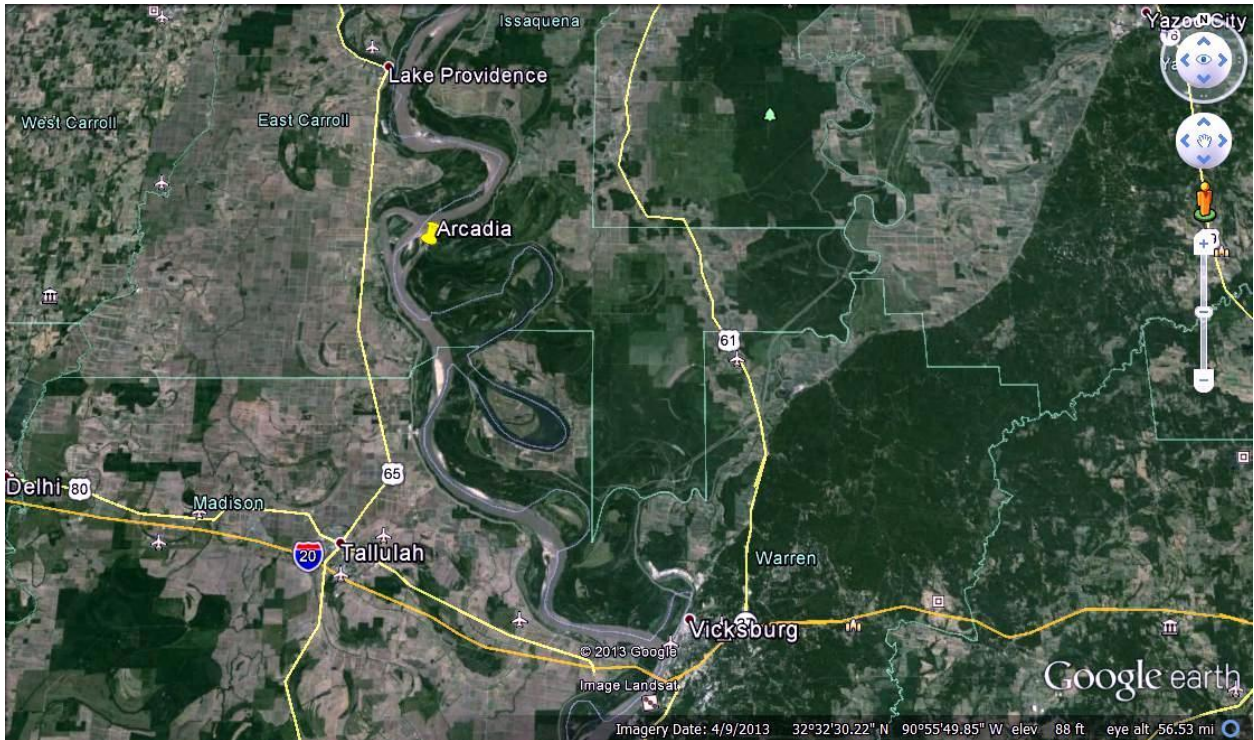 Issaquena
Yazoo City
N
Lake Providence
West Carroll
East Carroll
Arcadia
61
65
Delhi
80
Madison
20
Tallulah
Warren
Vicksburg
© 2013 Google
Image Landsat
Google earth
Imagery Date: 4/9/2013 32°32'30.22" N 90°55'49.85" W elev 88 ft eye alt 56.53 mi